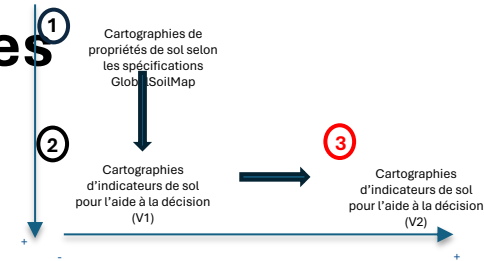 1
es
Cartographies de
propriétés de sol selon
les spécifications
GlobalSoilMap
2
3
Cartographies
d'indicateurs de sol
pour l'aide à la décision
(V1)
Cartographies
d'indicateurs de sol
pour l'aide à la décision
(V2)
+
-
+